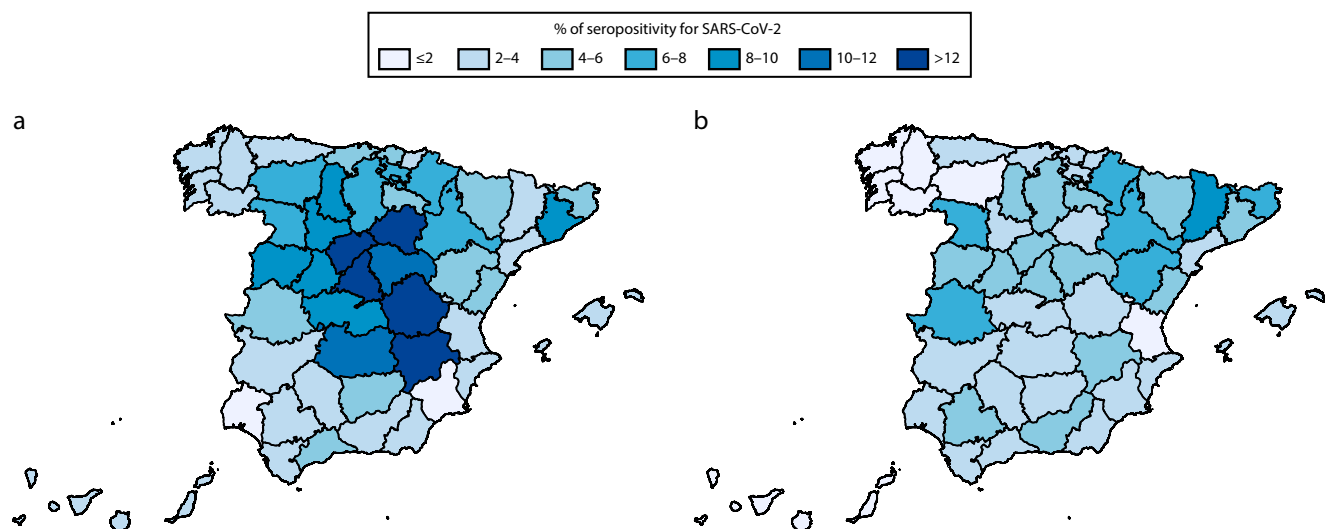 % of seropositivity for SARS-CoV-2
≤2 2–4 4–6 6–8 8–10 10–12 >12
a b